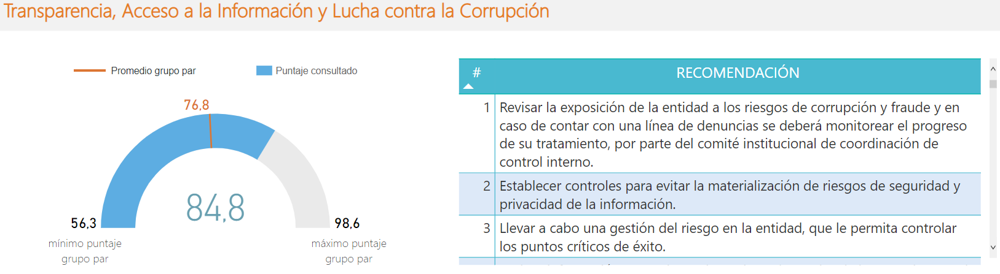 Transparencia, Acceso a la Información y Lucha contra la Corrupción
Promedio grupo par
Puntaje consultado
76,8
84,8
56,3
98,6
mínimo puntaje
grupo par
máximo puntaje
grupo par
# RECOMENDACIÓN
1 Revisar la exposición de la entidad a los riesgos de corrupción y fraude y en
caso de contar con una línea de denuncias se deberá monitorear el progreso
de su tratamiento, por parte del comité institucional de coordinación de
control interno.
2 Establecer controles para evitar la materialización de riesgos de seguridad y
privacidad de la información.
3 Llevar a cabo una gestión del riesgo en la entidad, que le permita controlar
los puntos críticos de éxito.